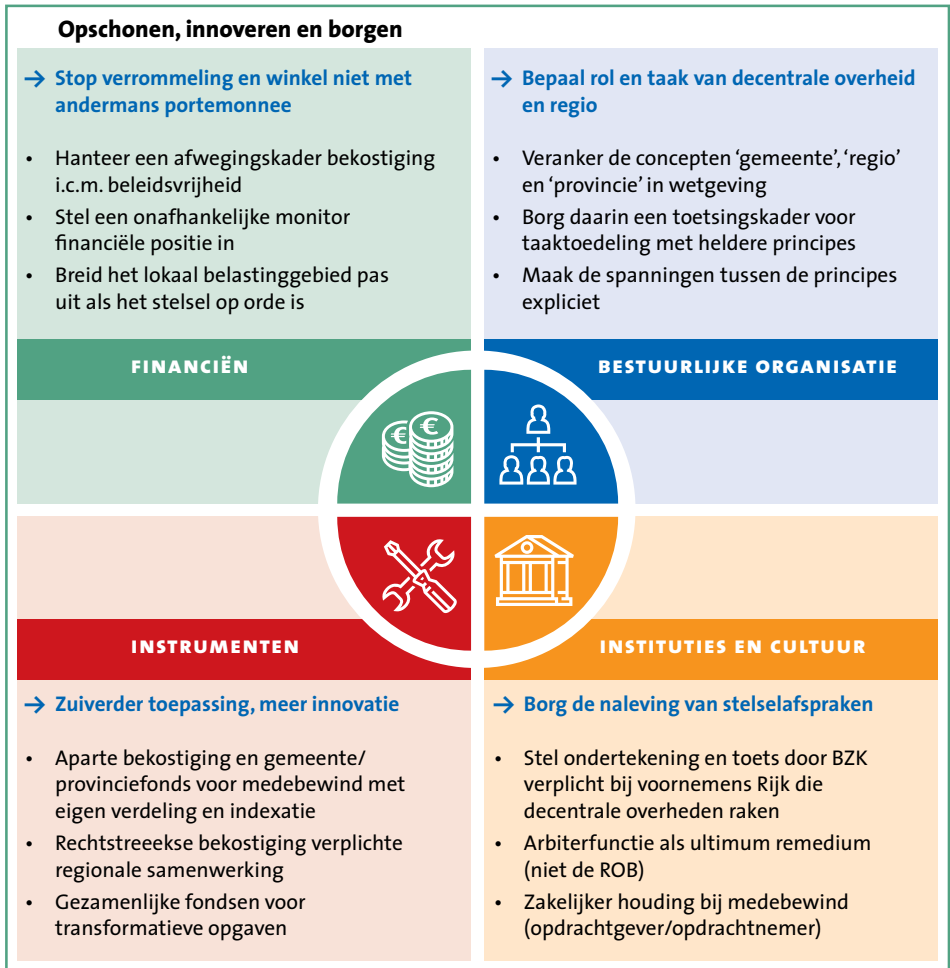 Opschonen, innoveren en borgen
→ Stop verrommeling en winkel niet met
andermans portemonnee
• Hanteer een afwegingskader bekostiging
i.c.m. beleidsvrijheid
• Stel een onafhankelijke monitor
financiële positie in
• Breid het lokaal belastinggebied pas
uit als het stelsel op orde is
FINANCIËN
→ Bepaal rol en taak van decentrale overheid
en regio
• Veranker de concepten ‘gemeente’, ‘regio’
en ‘provincie’ in wetgeving
• Borg daarin een toetsingskader voor
taaktoedeling met heldere principes
• Maak de spanningen tussen de principes
expliciet
BESTUURLIJKE ORGANISATIE
€ €
INSTRUMENTEN
→ Zuiverder toepassing, meer innovatie
• Aparte bekostiging en gemeente/
provinciefonds voor medebewind met
eigen verdeling en indexatie
• Rechtstreeekse bekostiging verplichte
regionale samenwerking
• Gezamenlijke fondsen voor
transformatieve opgaven
INSTITUTIES EN CULTUUR
→ Borg de naleving van stelselafspraken
• Stel ondertekening en toets door BZK
verplicht bij voornemens Rijk die
decentrale overheden raken
• Arbiterfunctie als ultimum remedium
(niet de ROB)
• Zakelijker houding bij medebewind
(opdrachtgever/opdrachtnemer)